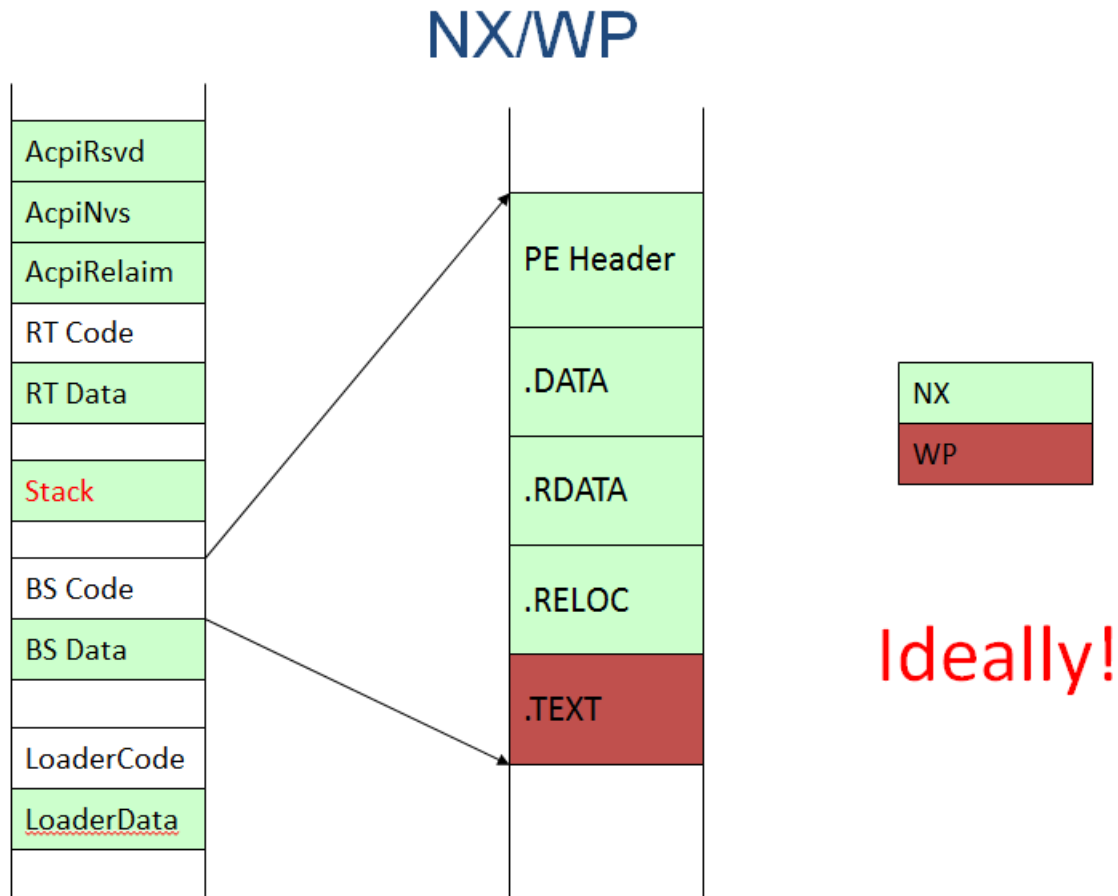 NX/WP
AcpiRsvd
AcpiNvs
AcpiRelaim
RT Code
RT Data
Stack
BS Code
BS Data
LoaderCode
LoaderData
PE Header
.DATA
.RDATA
.RELOC
.TEXT
NX
WP
Ideally!